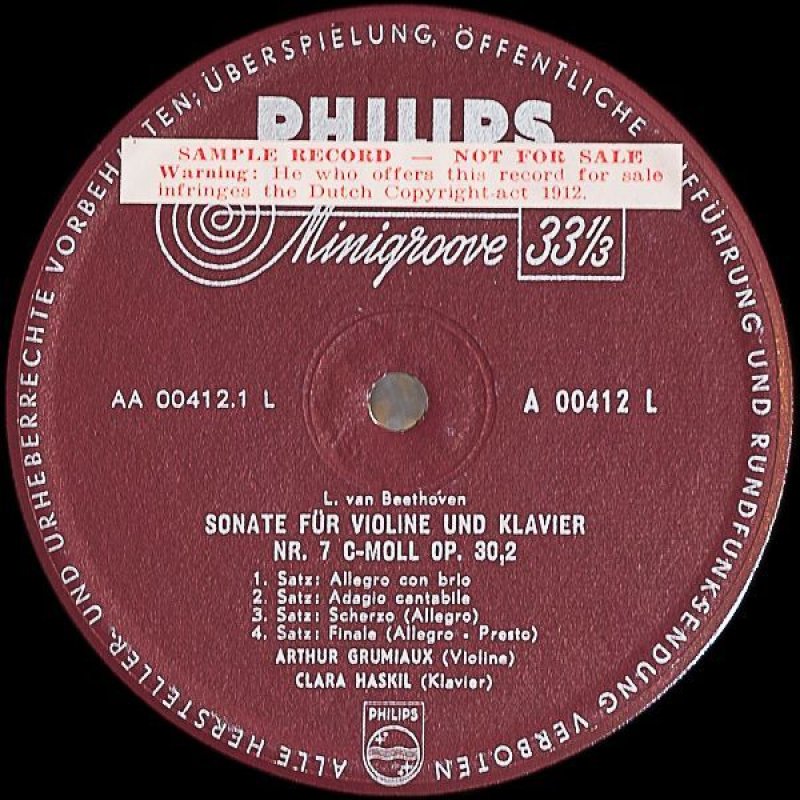 ALLE HERSTELLER- UND URHEBERRECHTE VORBEHALTEN; ÜBERSPIELUNG, ÖFFENTLICHE AUFFÜHRUNG UND RUNDFUNKSENDUNG VERBOTEN
PHILIPS
SAMPLE RECORD — NOT FOR SALE
Warning: He who offers this record for sale
infringes the Dutch Copyright-act 1912.
Minigroove 33 1/3
AA 00412.1 L
A 00412 L
L. van Beethoven
SONATE FÜR VIOLINE UND KLAVIER
NR. 7 C-MOLL OP. 30,2
1. Satz: Allegro con brio
2. Satz: Adagio cantabile
3. Satz: Scherzo (Allegro)
4. Satz: Finale (Allegro - Presto)
ARTHUR GRUMIAUX (Violine)
CLARA HASKIL (Klavier)
PHILIPS